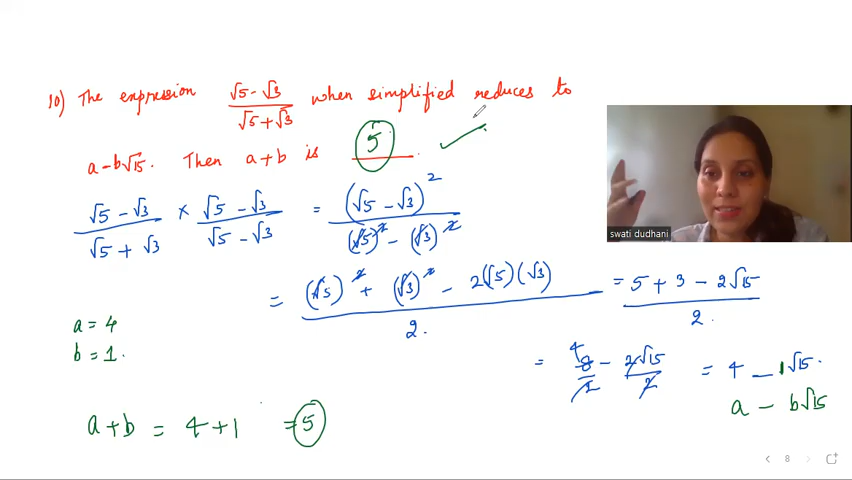 10) The expression √5-√3 / √5+√3 when simplified reduces to
a-b√15. Then a+b is 5.
√5-√3 / √5+√3 × √5-√3 / √5-√3 = (√5-√3)² / (√5)² - (√3)²
= (√5)² + (√3)² - 2(√5)(√3) / 2. = 5+3-2√15 / 2.
a=4
b=1.
= 4 8/2 - 2√15/2 = 4 - 1√15.
a - b√15
a+b = 4+1 = 5
swati dudhani
8